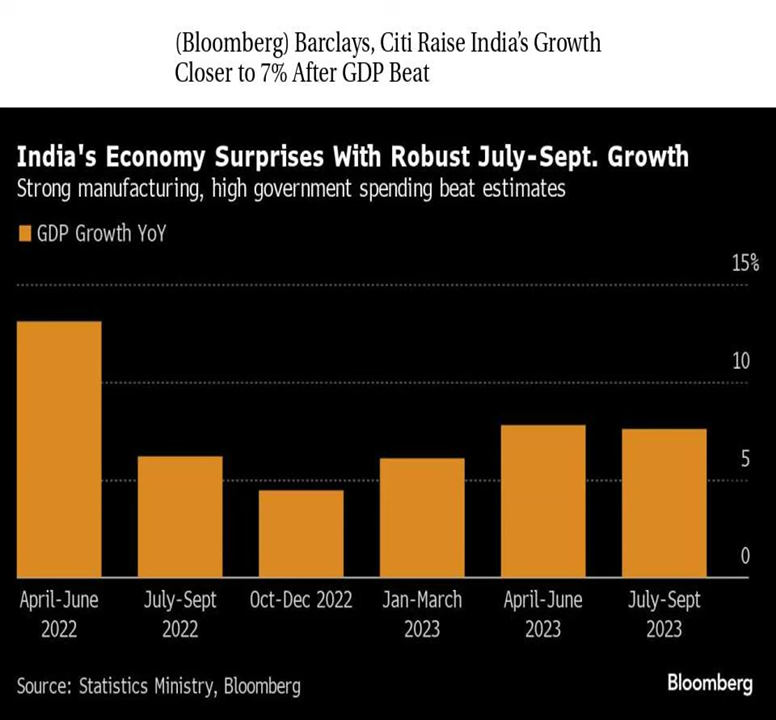 (Bloomberg) Barclays, Citi Raise India's Growth
Closer to 7% After GDP Beat
India's Economy Surprises With Robust July-Sept. Growth
Strong manufacturing, high government spending beat estimates
GDP Growth YoY
15%
10
5
0
April-June
2022
July-Sept
2022
Oct-Dec 2022
Jan-March
2023
April-June
2023
July-Sept
2023
Source: Statistics Ministry, Bloomberg
Bloomberg